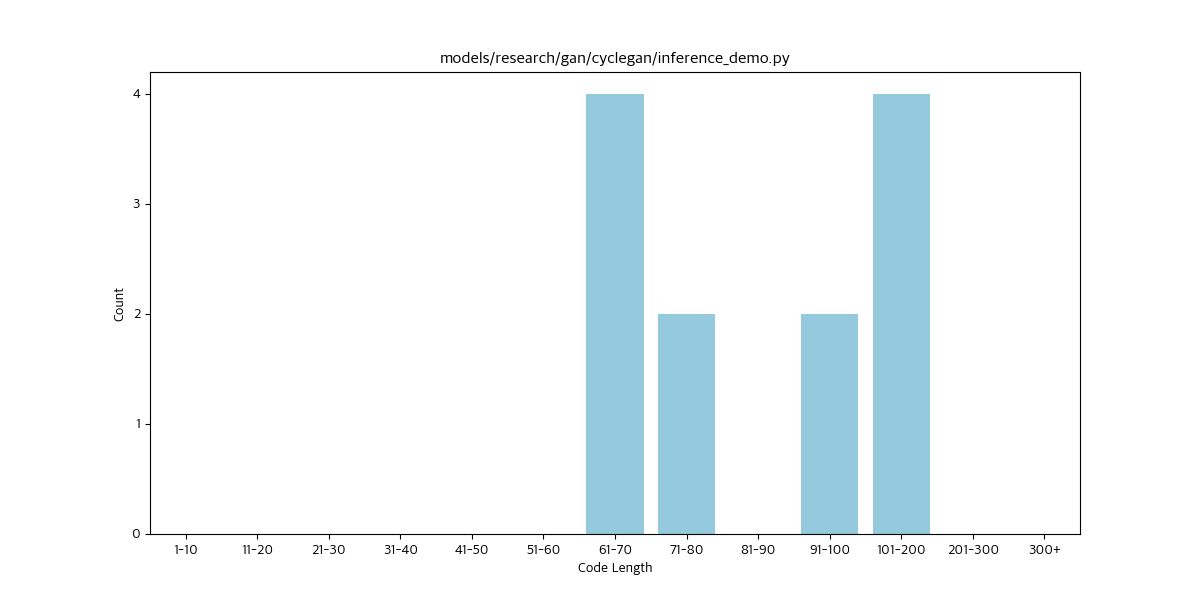 models/research/gan/cyclegan/inference_demo.py
4
3
2
1
0
Count
1-10 11-20 21-30 31-40 41-50 51-60 61-70 71-80 81-90 91-100 101-200 201-300 300+
Code Length